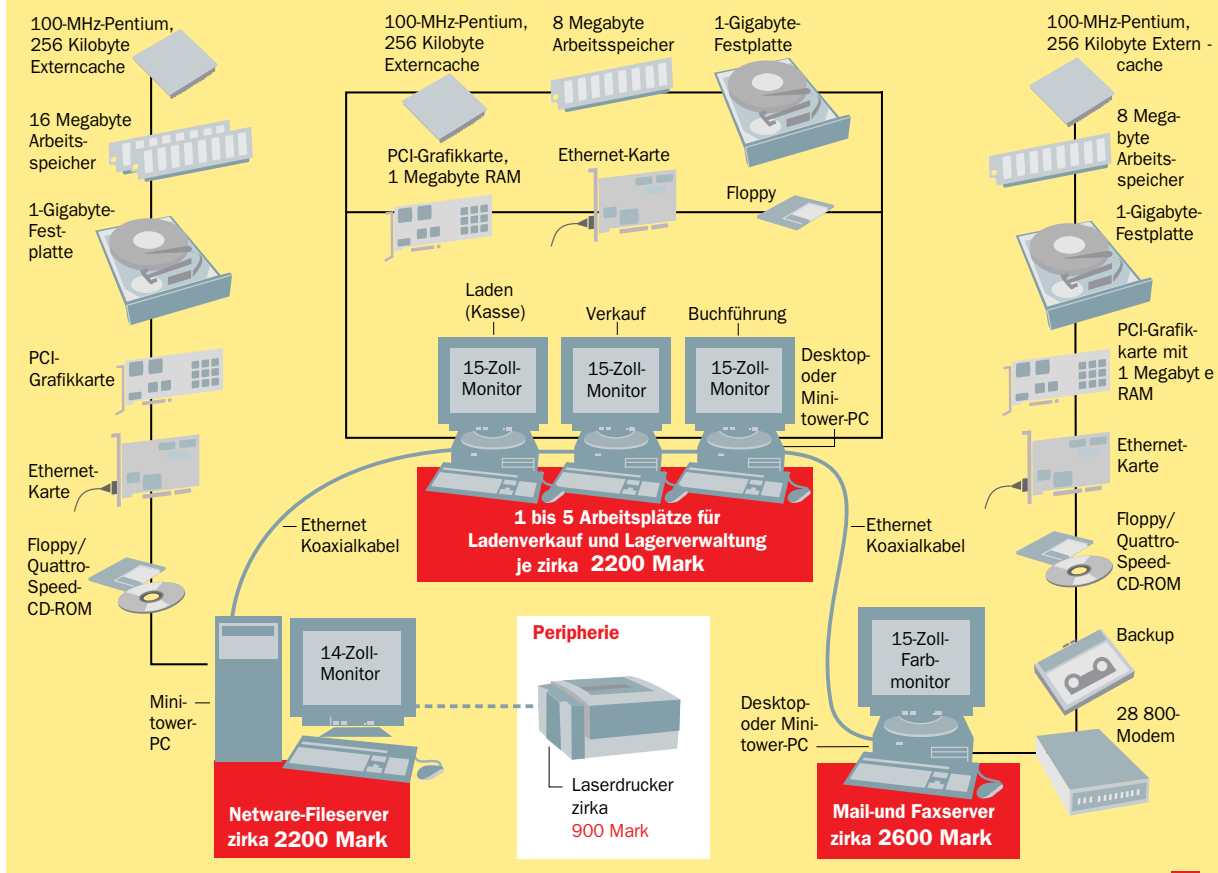 100-MHz-Pentium,
256 Kilobyte
Externcache
16 Megabyte
Arbeits-
speicher
1-Gigabyte-
Fest-
platte
PCI-
Grafikkarte
Ethernet-
Karte
Floppy/
Quattro-
Speed-
CD-ROM
Mini-
tower-
PC
14-Zoll-
Monitor
Netware-Fileserver
zirka 2200 Mark
100-MHz-Pentium,
256 Kilobyte
Externcache
8 Megabyte
Arbeitsspeicher
1-Gigabyte-
Festplatte
PCI-Grafikkarte,
1 Megabyte RAM
Ethernet-Karte
Floppy
Laden
(Kasse)
Verkauf
Buchführung
15-Zoll-
Monitor
15-Zoll-
Monitor
15-Zoll-
Monitor
Desktop-
oder
Mini-
tower-PC
1 bis 5 Arbeitsplätze für
Ladenverkauf und Lagerverwaltung
je zirka 2200 Mark
Ethernet
Koaxialkabel
Ethernet
Koaxialkabel
Peripherie
Laserdrucker
zirka
900 Mark
100-MHz-Pentium,
256 Kilobyte Extern -
cache
8 Mega-
byte
Arbeits-
speicher
1-Gigabyte-
Festplatte
PCI-Grafik-
karte mit
1 Megabyt e
RAM
Ethernet-
Karte
Floppy/
Quattro-
Speed-
CD-ROM
Backup
28 800-
Modem
15-Zoll-
Farb-
monitor
Desktop-
oder Mini-
tower-PC
Mail-und Faxserver
zirka 2600 Mark